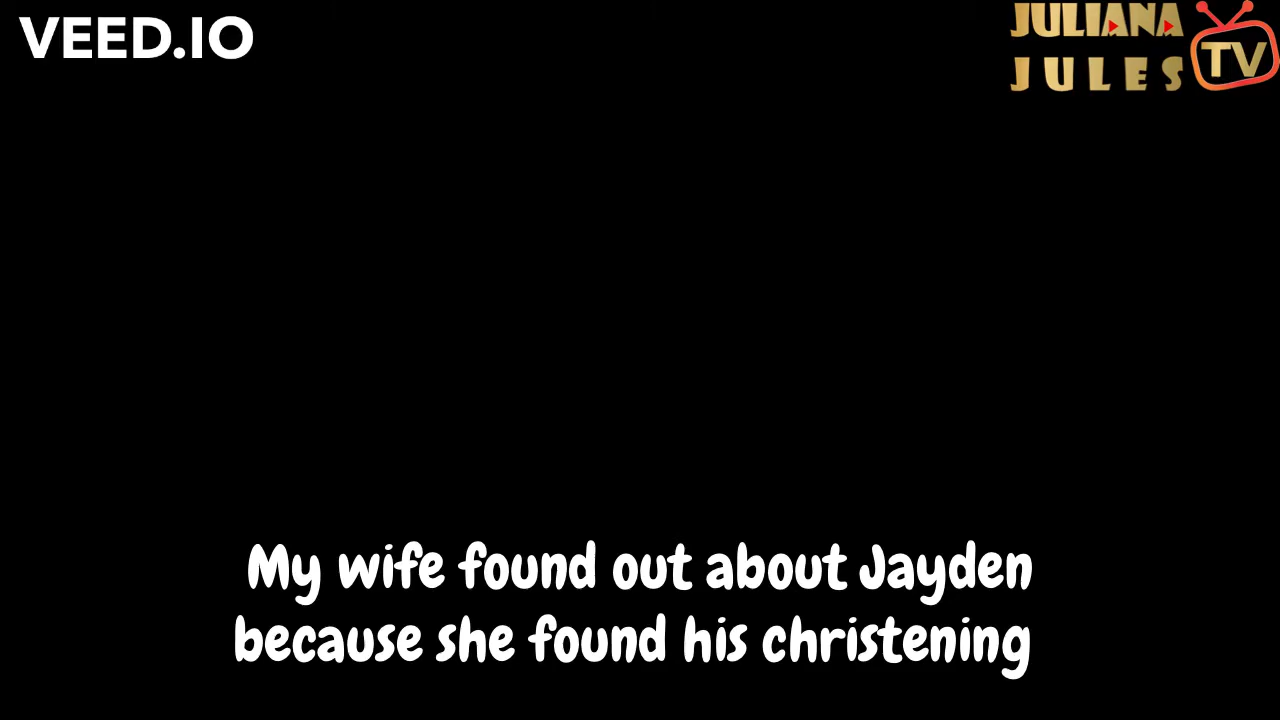 VEED.IO
JULIANA
JULES
TV
My wife found out about Jayden
because she found his christening